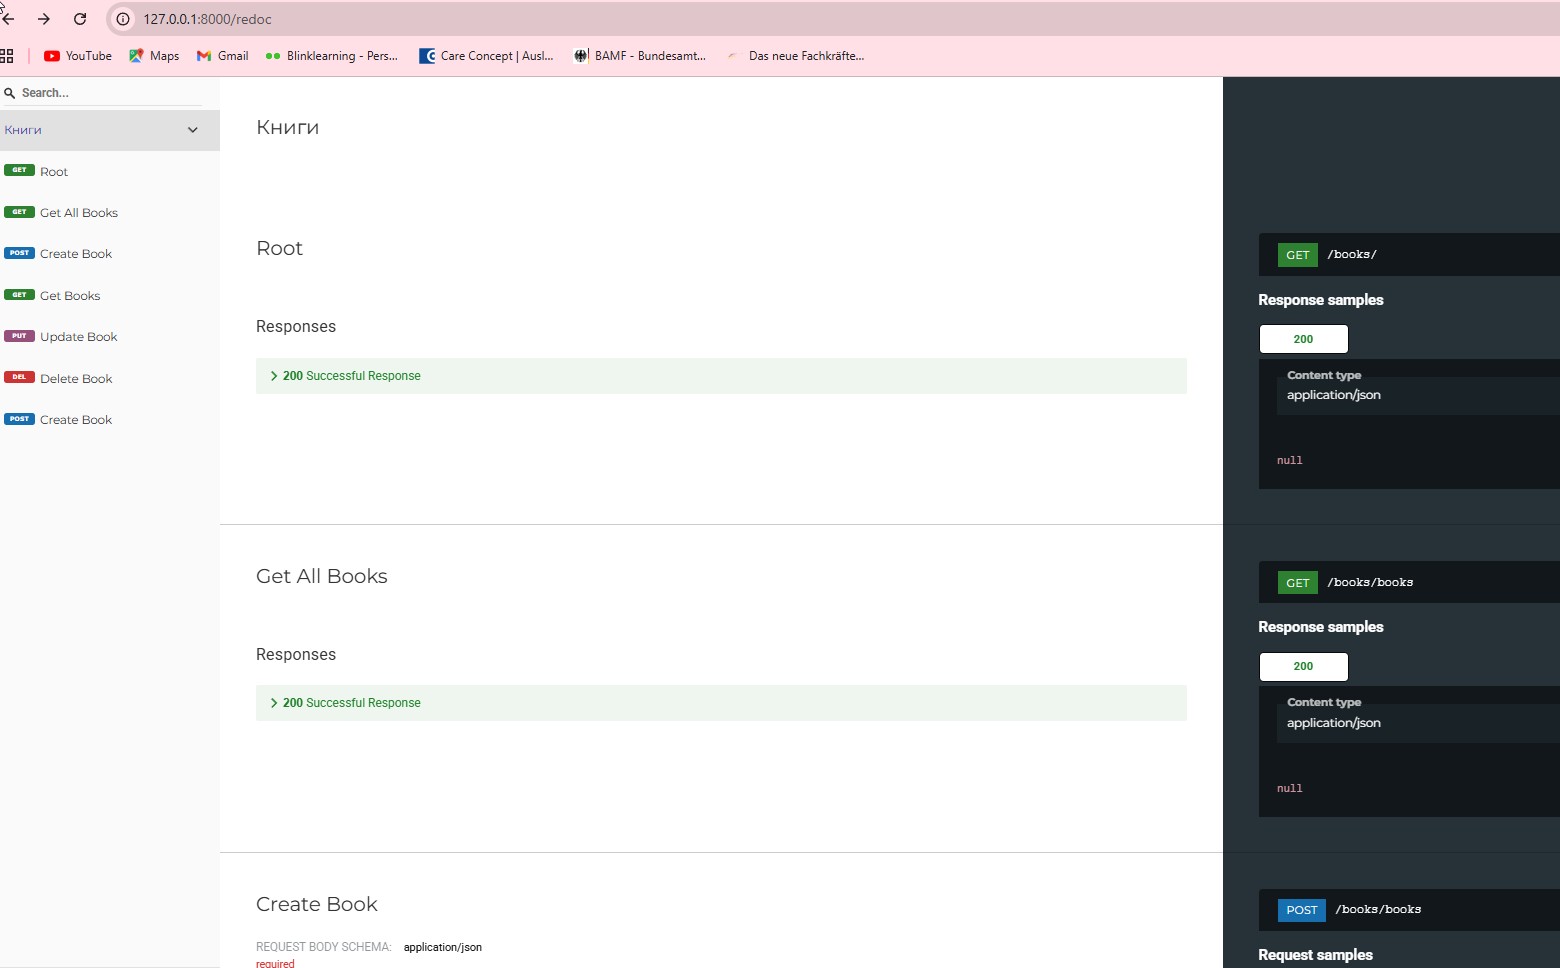 127.0.0.1:8000/redoc
YouTube Maps Gmail Blinklearning - Pers... Care Concept | Ausl... BAMF - Bundesamt... Das neue Fachkräfte...
Search...
Книги
GET Root
GET Get All Books
POST Create Book
GET Get Books
PUT Update Book
DEL Delete Book
POST Create Book
Книги
Root
Responses
200 Successful Response
GET /books/
Response samples
200
Content type
application/json
null
Get All Books
Responses
200 Successful Response
GET /books/books
Response samples
200
Content type
application/json
null
Create Book
REQUEST BODY SCHEMA: application/json
required
POST /books/books
Request samples